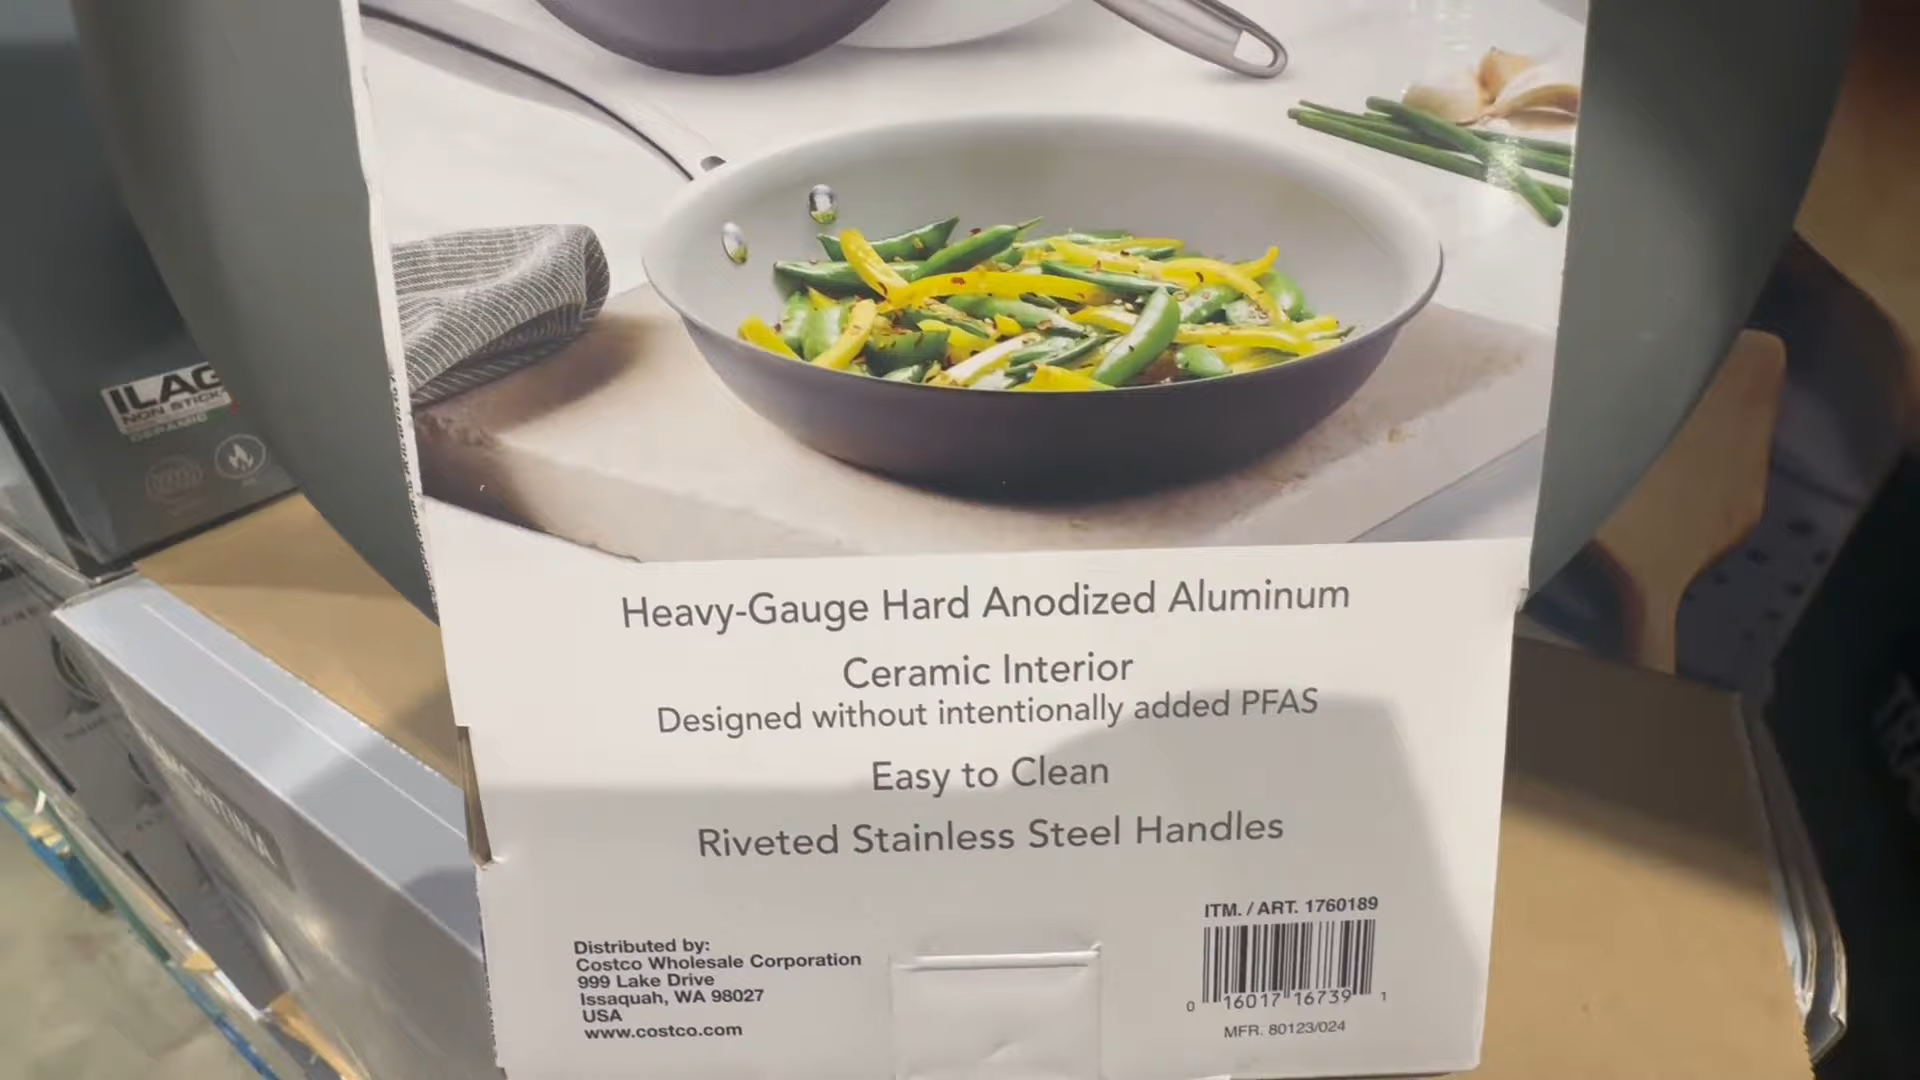 ILAG
NON STICK
CERAMIC
Heavy-Gauge Hard Anodized Aluminum
Ceramic Interior
Designed without intentionally added PFAS
Easy to Clean
Riveted Stainless Steel Handles
Distributed by:
Costco Wholesale Corporation
999 Lake Drive
Issaquah, WA 98027
USA
www.costco.com
ITM. / ART. 1760189
0 16017 16739 1
MFR. 80123/024